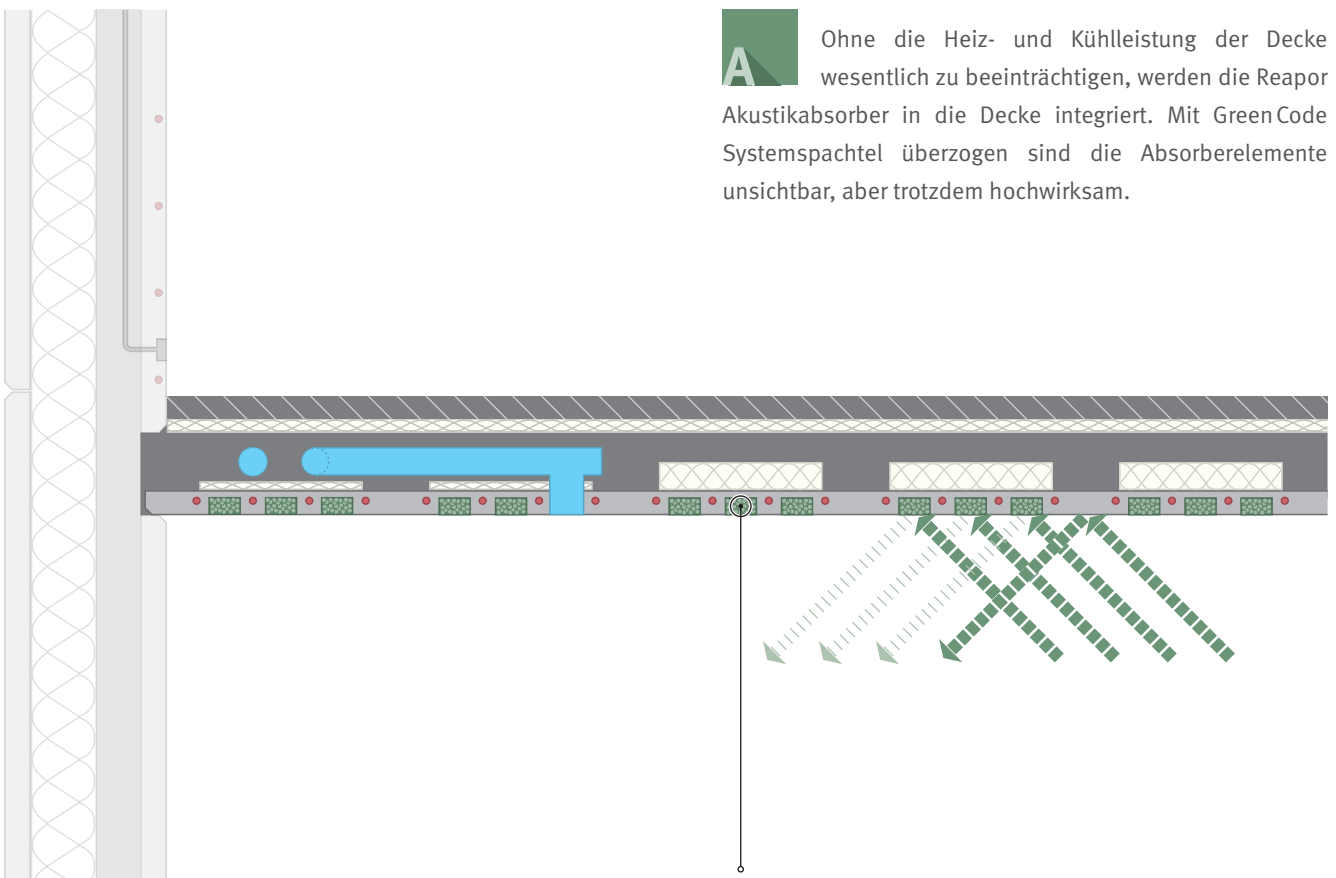 A
Ohne die Heiz- und Kühlleistung der Decke
wesentlich zu beeinträchtigen, werden die Reapor
Akustikabsorber in die Decke integriert. Mit Green Code
Systemspachtel überzogen sind die Absorberelemente
unsichtbar, aber trotzdem hochwirksam.